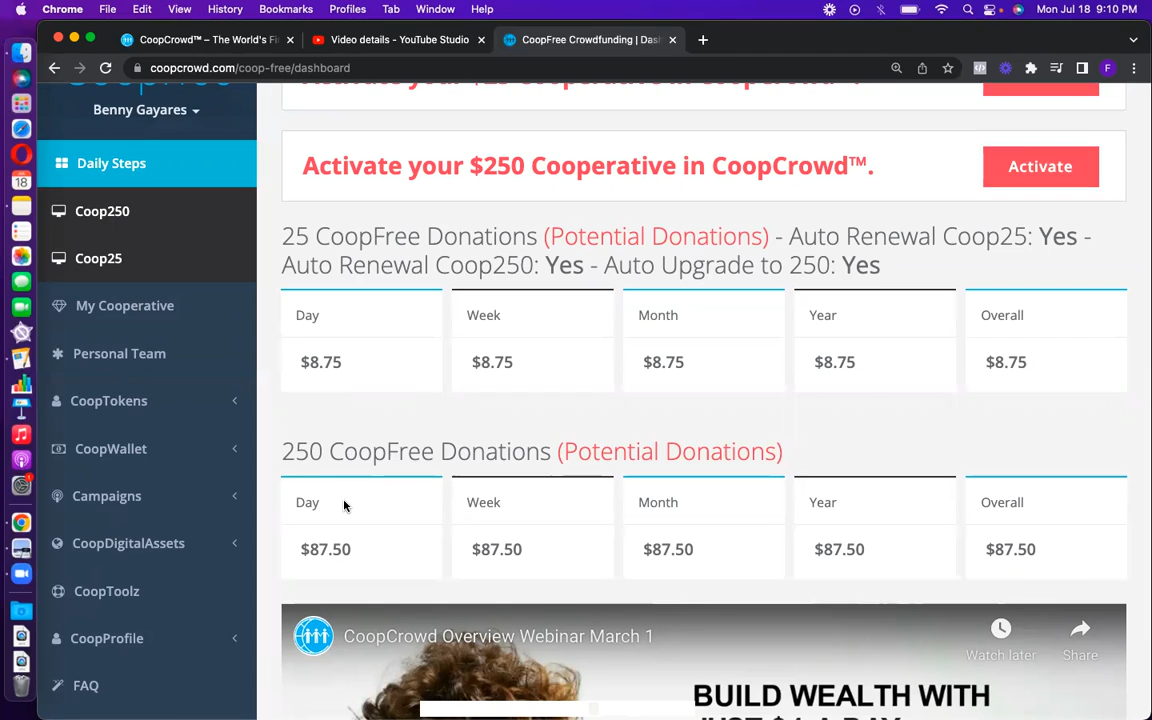 Chrome File Edit View History Bookmarks Profiles Tab Window Help Mon Jul 18 9:10 PM
CoopCrowd™ – The World's Fi
Video details - YouTube Studio
CoopFree Crowdfunding | Das
coopcrowd.com/coop-free/dashboard
F
Benny Gayares
Daily Steps
Coop250
Coop25
My Cooperative
Personal Team
CoopTokens
CoopWallet
Campaigns
CoopDigitalAssets
CoopToolz
CoopProfile
FAQ
Activate your $250 Cooperative in CoopCrowd™.
Activate
25 CoopFree Donations (Potential Donations) - Auto Renewal Coop25: Yes -
Auto Renewal Coop250: Yes - Auto Upgrade to 250: Yes
Day Week Month Year Overall
$8.75 $8.75 $8.75 $8.75 $8.75
250 CoopFree Donations (Potential Donations)
Day Week Month Year Overall
$87.50 $87.50 $87.50 $87.50 $87.50
CoopCrowd Overview Webinar March 1
Watch later
Share
BUILD WEALTH WITH